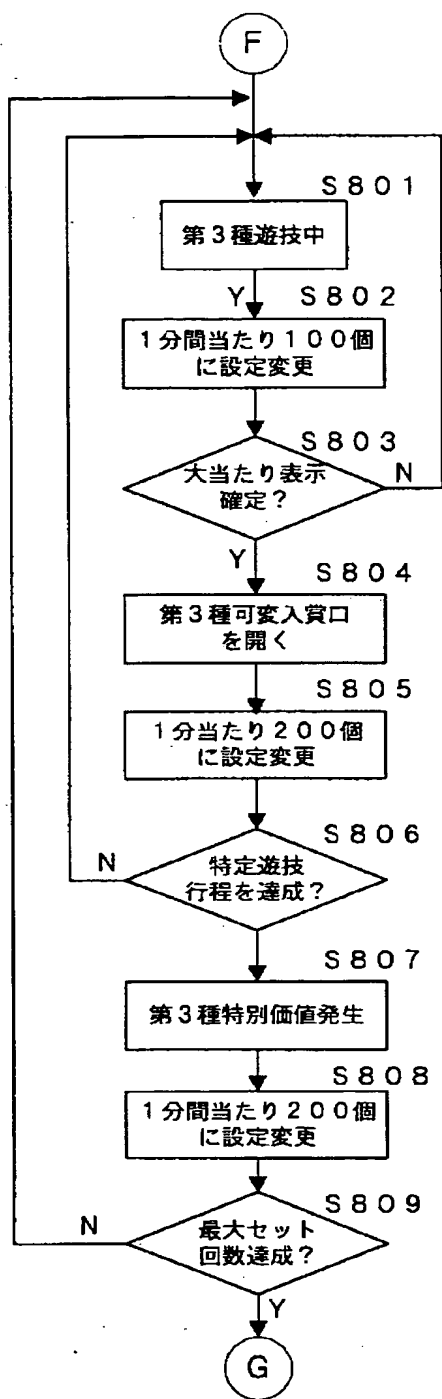 F
S801
第3種遊技中
Y
S802
1分間当たり100個
に設定変更
S803
大当たり表示
確定？
N
Y
S804
第3種可変入賞口
を開く
S805
1分当たり200個
に設定変更
S806
N
特定遊技
行程を達成？
S807
第3種特別価値発生
S808
1分間当たり200個
に設定変更
S809
N
最大セット
回数達成？
Y
G